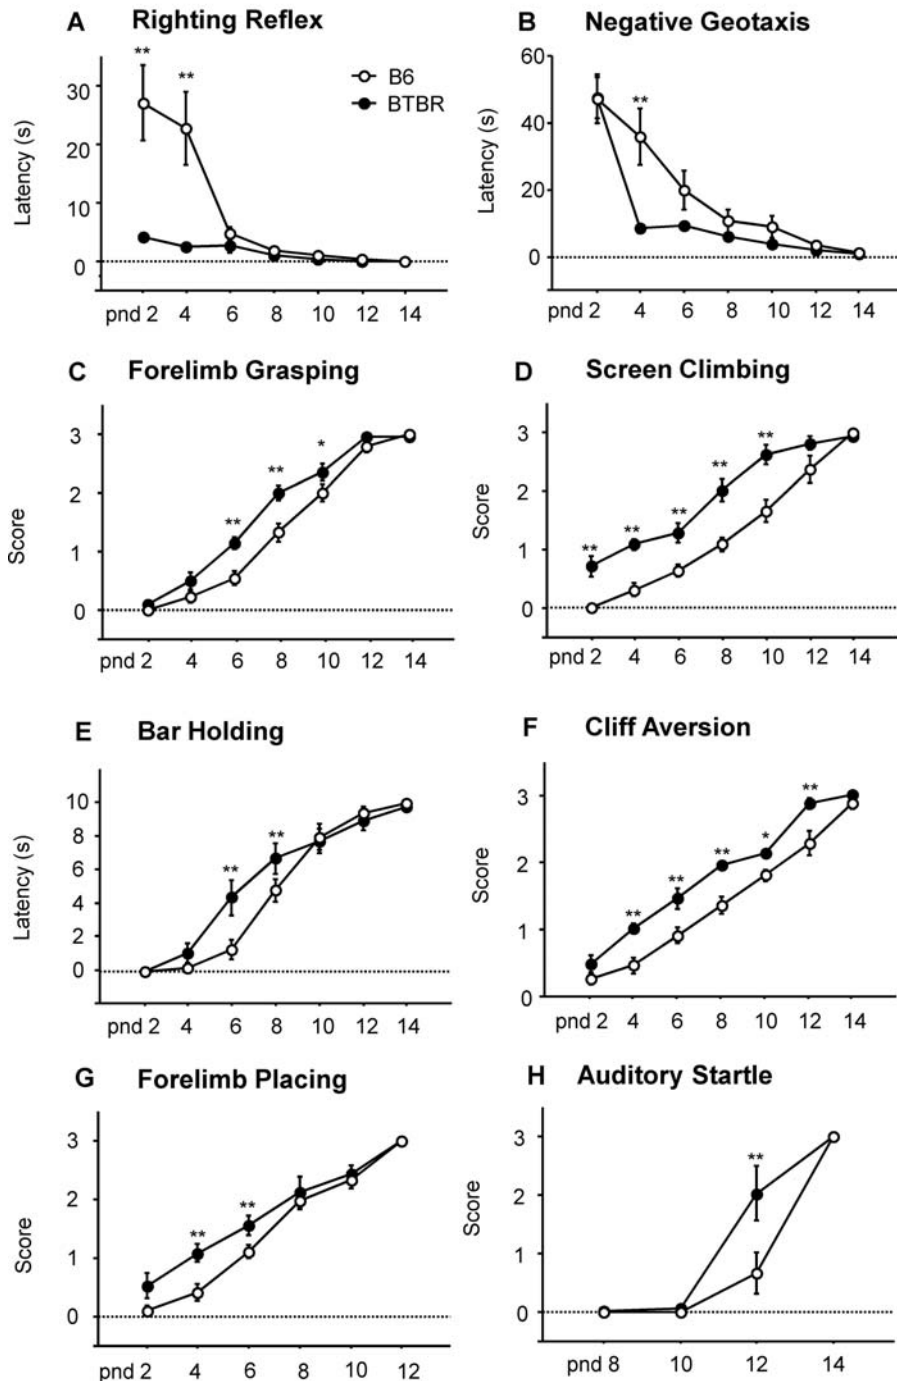 A Righting Reflex
** **
30
20
10
0
Latency (s)
B6
BTBR
pnd 2 4 6 8 10 12 14
B Negative Geotaxis
60
**
40
20
0
Latency (s)
pnd 2 4 6 8 10 12 14
C Forelimb Grasping
3
** ** *
2
1
0
Score
pnd 2 4 6 8 10 12 14
D Screen Climbing
3
** ** ** ** **
2
1
0
Score
pnd 2 4 6 8 10 12 14
E Bar Holding
10
8
** **
6
4
2
0
Latency (s)
pnd 2 4 6 8 10 12 14
F Cliff Aversion
3
** ** ** * **
2
1
0
Score
pnd 2 4 6 8 10 12 14
G Forelimb Placing
3
2
** **
1
0
Score
pnd 2 4 6 8 10 12
H Auditory Startle
3
**
2
1
0
Score
pnd 8 10 12 14